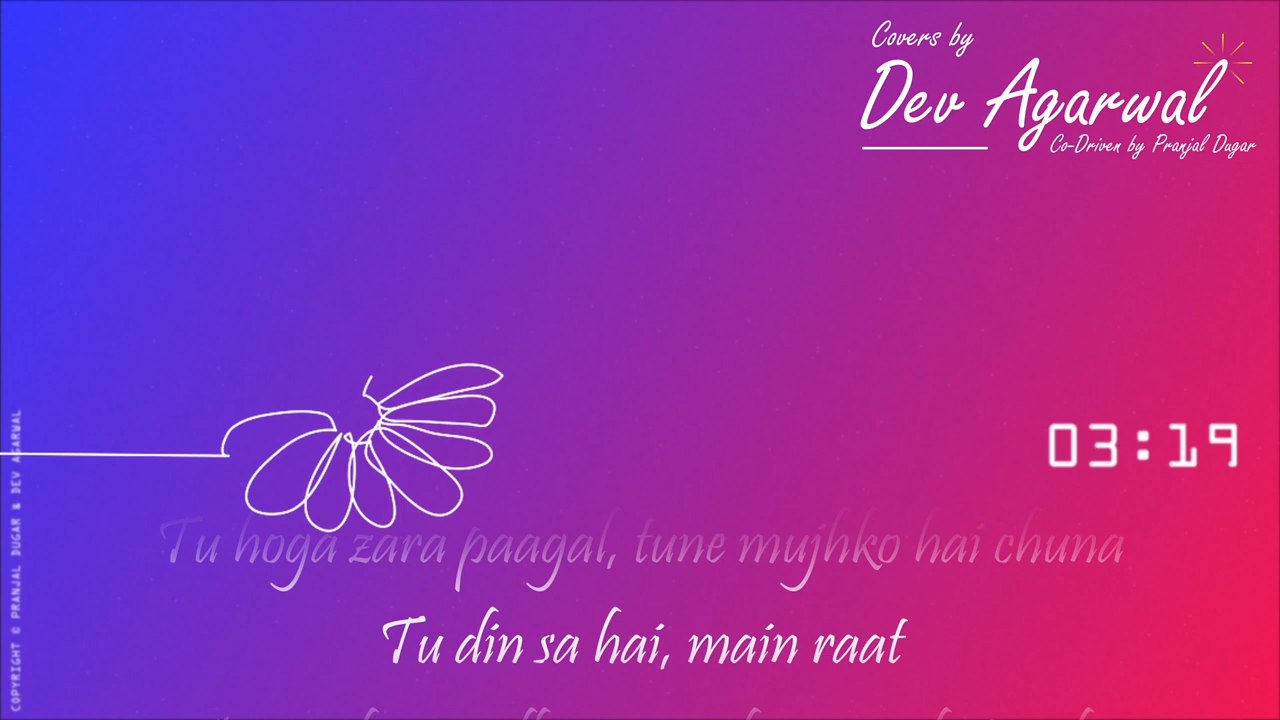 Covers by
Dev Agarwal
Co-Driven by Pranjal Dugar
03:19
COPYRIGHT © PRANJAL DUGAR & DEV AGARWAL
Tu hoga zara paagal, tune mujhko hai chuna
Tu din sa hai, main raat